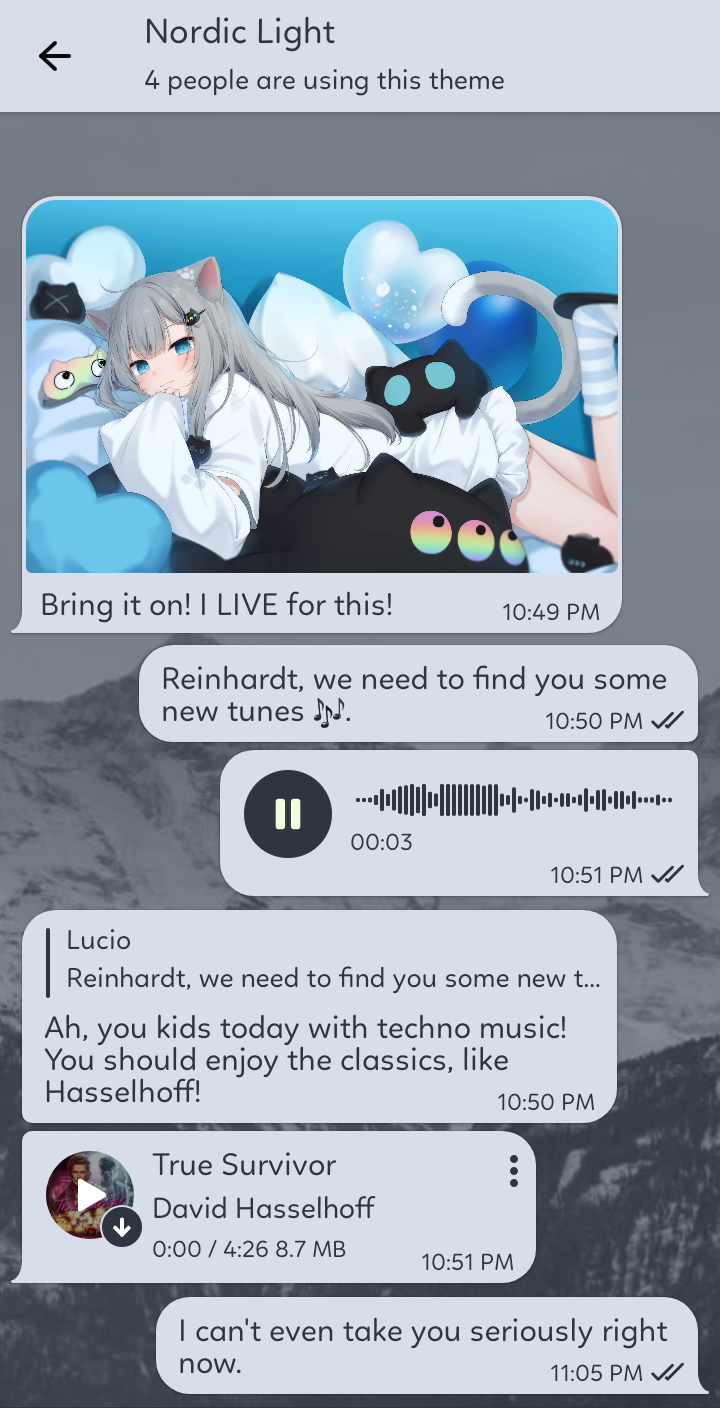 Nordic Light
4 people are using this theme
Bring it on! I LIVE for this!
10:49 PM
Reinhardt, we need to find you some
new tunes 🎶.
10:50 PM
00:03
10:51 PM
Lucio
Reinhardt, we need to find you some new t...
Ah, you kids today with techno music!
You should enjoy the classics, like
Hasselhoff!
10:50 PM
True Survivor
David Hasselhoff
0:00 / 4:26 8.7 MB
10:51 PM
I can't even take you seriously right
now.
11:05 PM